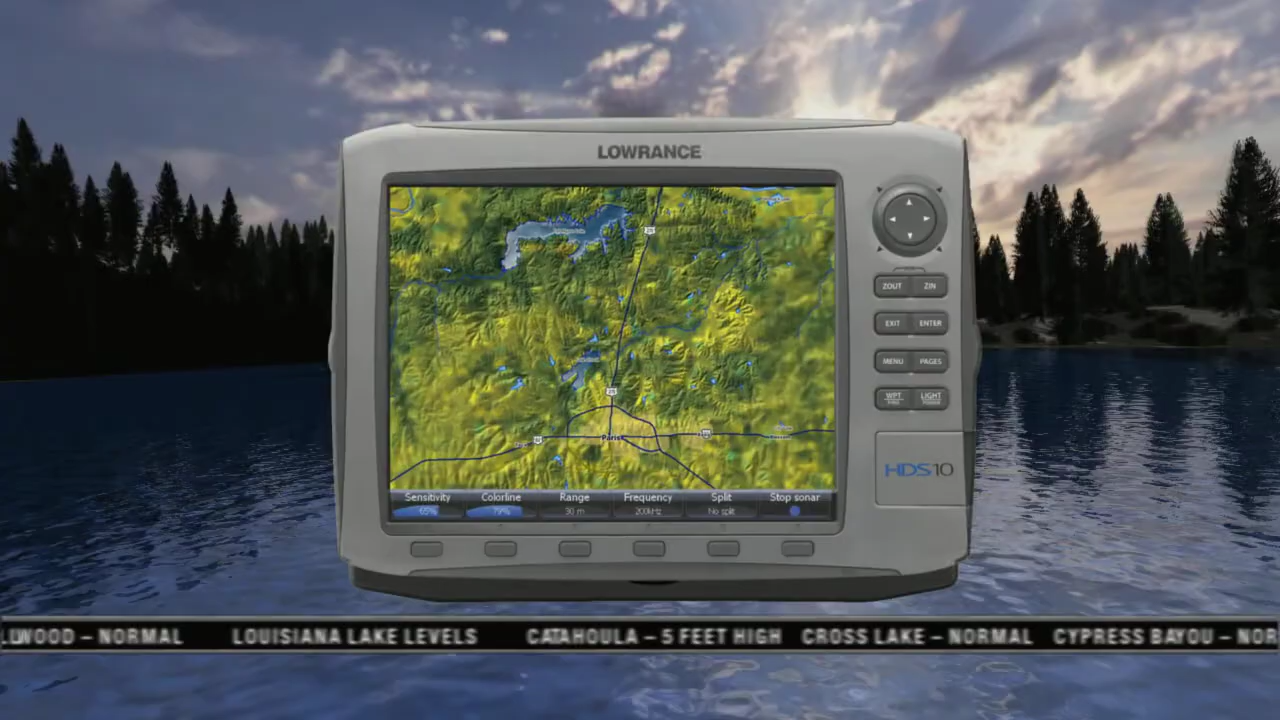 LOWRANCE
Paris
ZOUT ZIN
EXIT ENTER
MENU PAGES
WPT LIGHT
HDS10
Sensitivity Colorline Range Frequency Split Stop sonar
65% 79% 30 m 200kHz No split
LLWOOD – NORMAL LOUISIANA LAKE LEVELS CATAHOULA – 5 FEET HIGH CROSS LAKE – NORMAL CYPRESS BAYOU – NOR